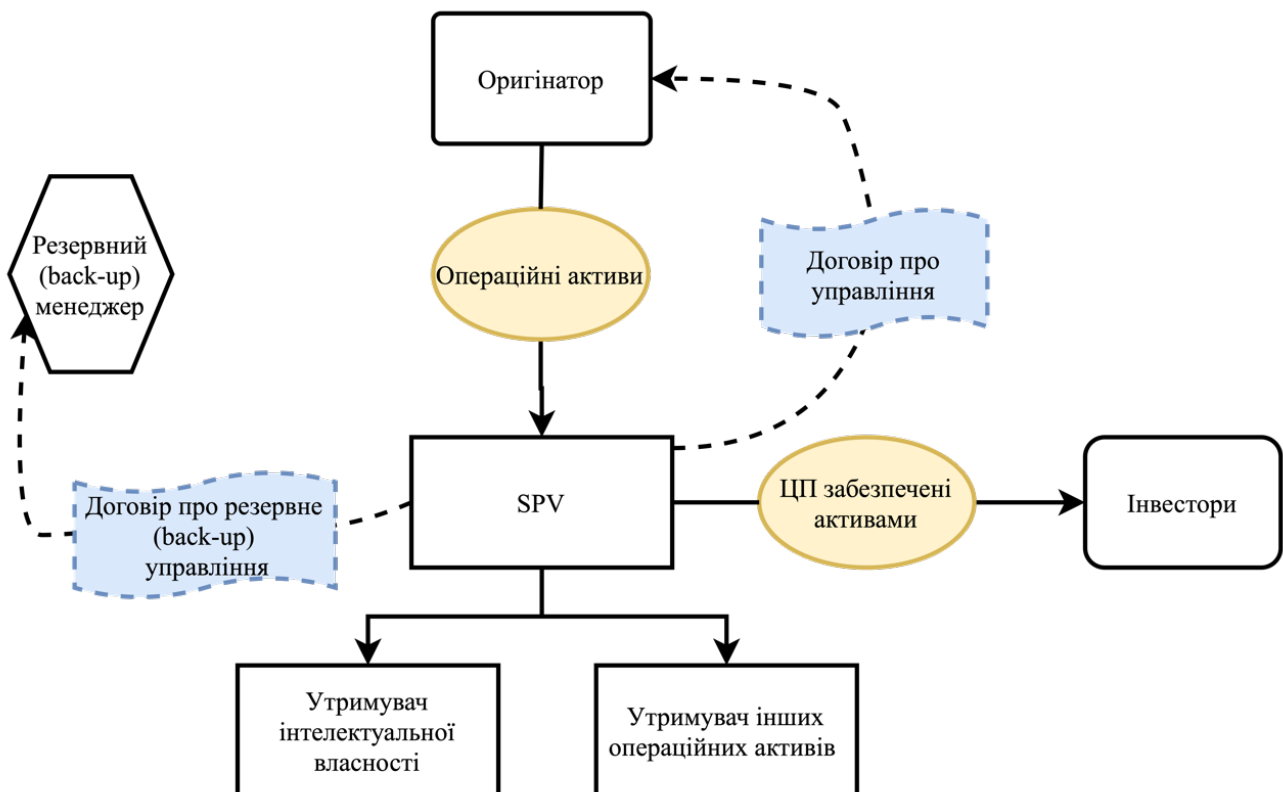 Оригінатор
Резервний
(back-up)
менеджер
Операційні активи
Договір про
управління
Договір про резервне
(back-up)
управління
SPV
ЦП забезпечені
активами
Інвестори
Утримувач
інтелектуальної
власності
Утримувач інших
операційних активів